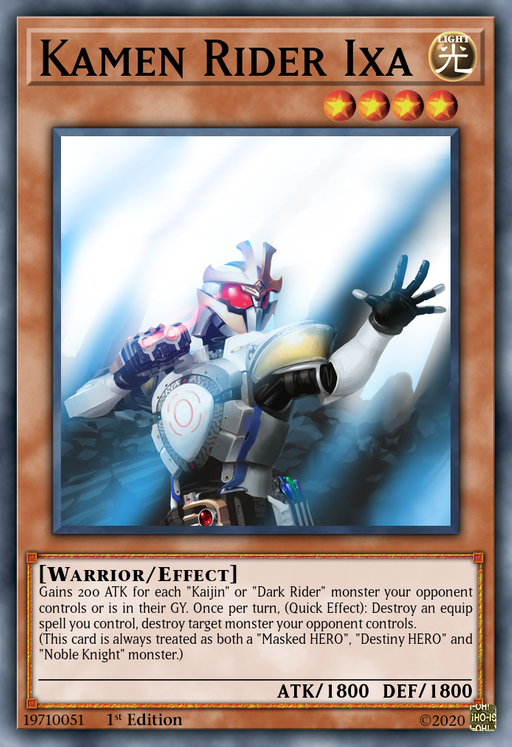 KAMEN RIDER IXA
LIGHT
光
[WARRIOR/EFFECT]
Gains 200 ATK for each "Kaijin" or "Dark Rider" monster your opponent
controls or is in their GY. Once per turn, (Quick Effect): Destroy an equip
spell you control, destroy target monster your opponent controls.
(This card is always treated as both a "Masked HERO", "Destiny HERO" and
"Noble Knight" monster.)
ATK/1800 DEF/1800
19710051 1st Edition ©2020